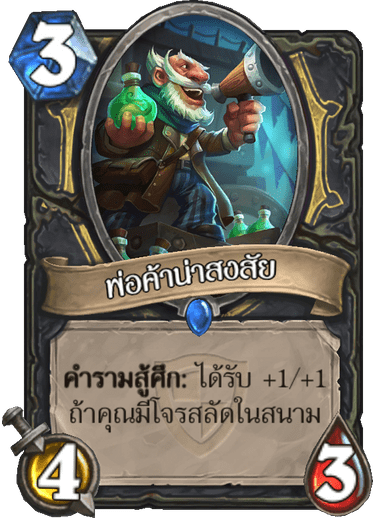 3
พ่อค้าน่าสงสัย
คำรามสู้ศึก: ได้รับ +1/+1
ถ้าคุณมีโจรสลัดในสนาม
4
3